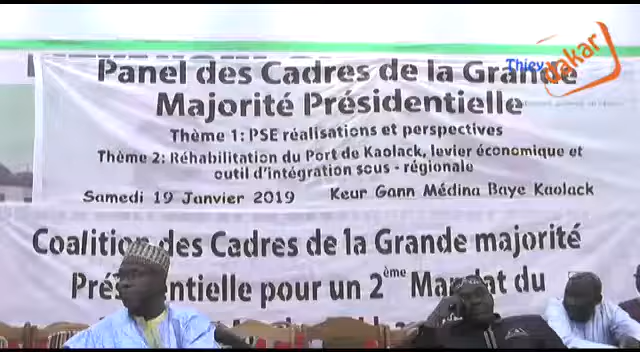 Thiev
dakar
Panel des Cadres de la Grande
Majorité Présidentielle
Thème 1: PSE réalisations et perspectives
Thème 2: Réhabilitation du Port de Kaolack, levier économique et
outil d'intégration sous - régionale
Samedi 19 Janvier 2019 Keur Gann Médina Baye Kaolack
Coalition des Cadres de la Grande majorité
Présidentielle pour un 2ème Mandat du